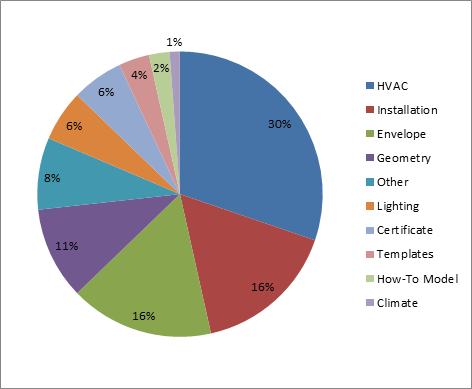 1%
2%
4%
6%
6%
8%
11%
16%
16%
30%
HVAC
Installation
Envelope
Geometry
Other
Lighting
Certificate
Templates
How-To Model
Climate